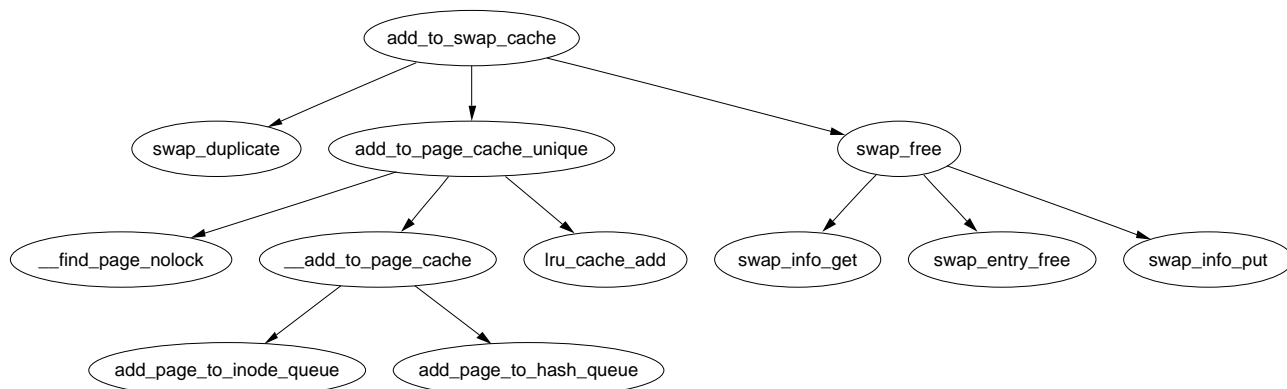 add_to_swap_cache
swap_duplicate
add_to_page_cache_unique
swap_free
__find_page_nolock
__add_to_page_cache
lru_cache_add
swap_info_get
swap_entry_free
swap_info_put
add_page_to_inode_queue
add_page_to_hash_queue